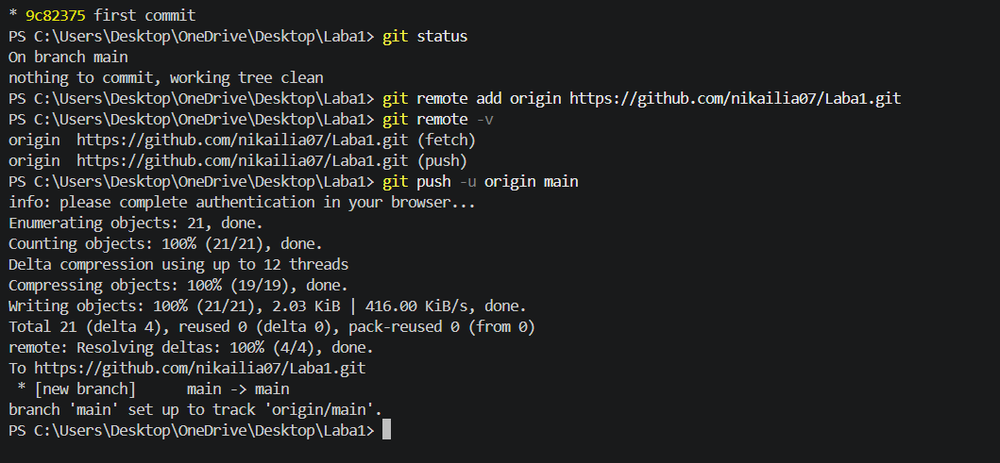 * 9c82375 first commit
PS C:\Users\Desktop\OneDrive\Desktop\Laba1> git status
On branch main
nothing to commit, working tree clean
PS C:\Users\Desktop\OneDrive\Desktop\Laba1> git remote add origin https://github.com/nikailia07/Laba1.git
PS C:\Users\Desktop\OneDrive\Desktop\Laba1> git remote -v
origin  https://github.com/nikailia07/Laba1.git (fetch)
origin  https://github.com/nikailia07/Laba1.git (push)
PS C:\Users\Desktop\OneDrive\Desktop\Laba1> git push -u origin main
info: please complete authentication in your browser...
Enumerating objects: 21, done.
Counting objects: 100% (21/21), done.
Delta compression using up to 12 threads
Compressing objects: 100% (19/19), done.
Writing objects: 100% (21/21), 2.03 KiB | 416.00 KiB/s, done.
Total 21 (delta 4), reused 0 (delta 0), pack-reused 0 (from 0)
remote: Resolving deltas: 100% (4/4), done.
To https://github.com/nikailia07/Laba1.git
 * [new branch]      main -> main
branch 'main' set up to track 'origin/main'.
PS C:\Users\Desktop\OneDrive\Desktop\Laba1>